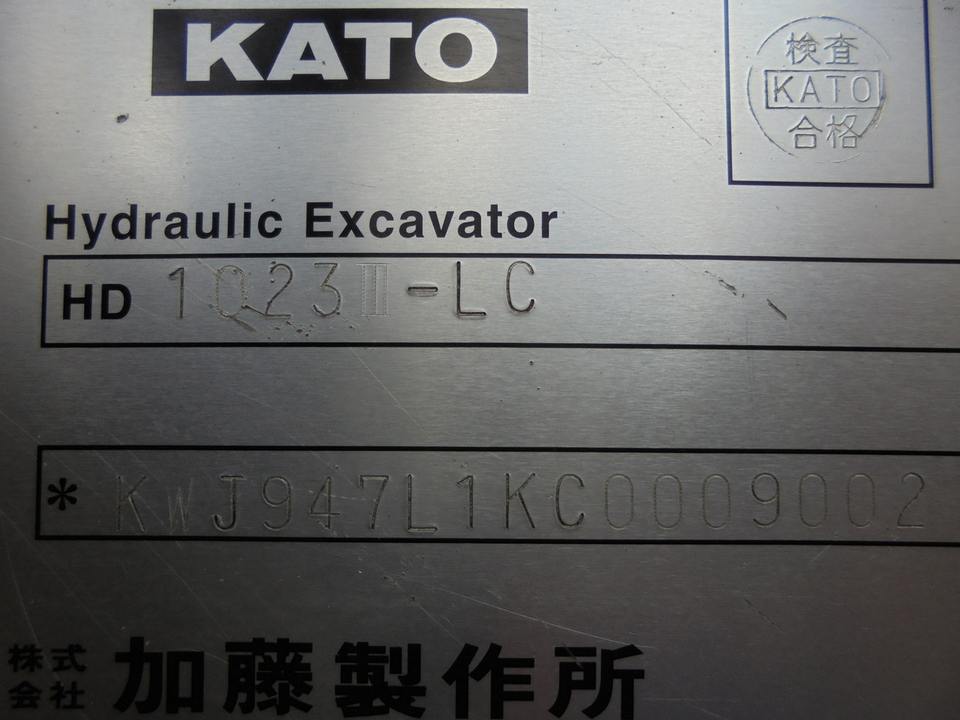 KATO
検査
KATO
合格
Hydraulic Excavator
HD 1023Ⅲ-LC
*KWJ947L1KC0009002
株式会社 加藤製作所